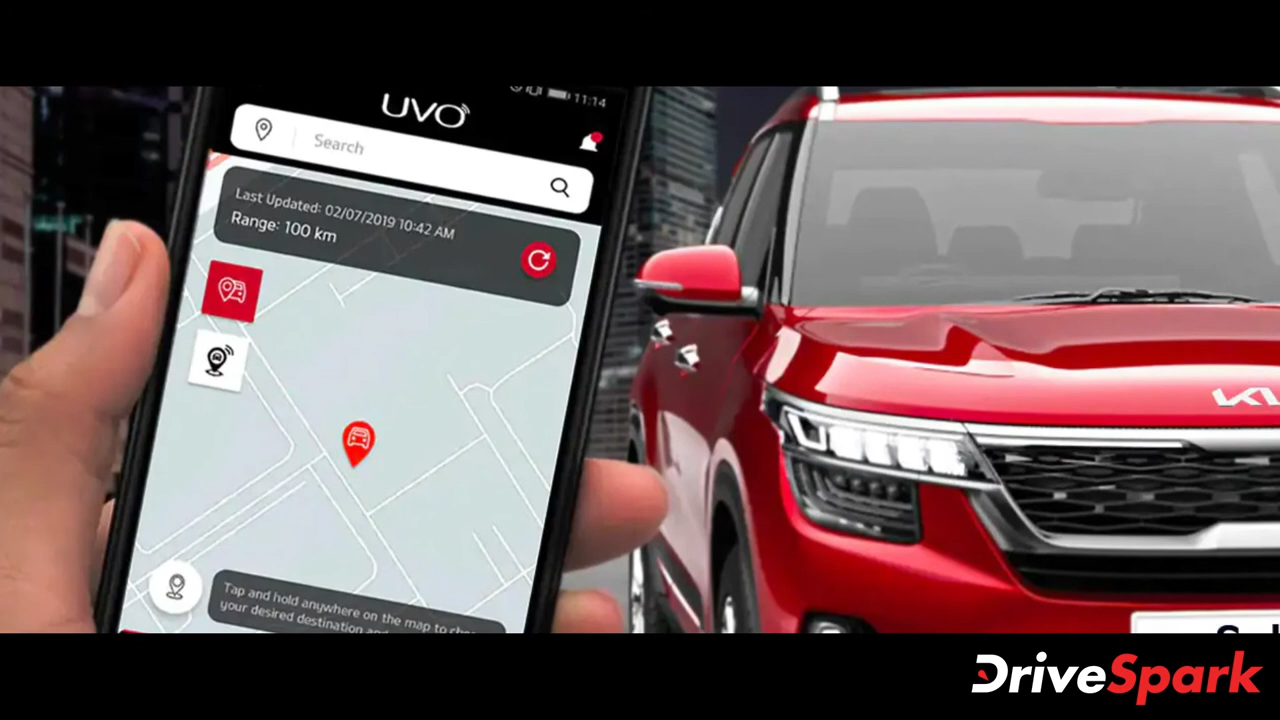 11:14
UVO
Search
Last Updated: 02/07/2019 10:42 AM
Range: 100 km
Tap and hold anywhere on the map to
your desired destination
KIA
DriveSpark